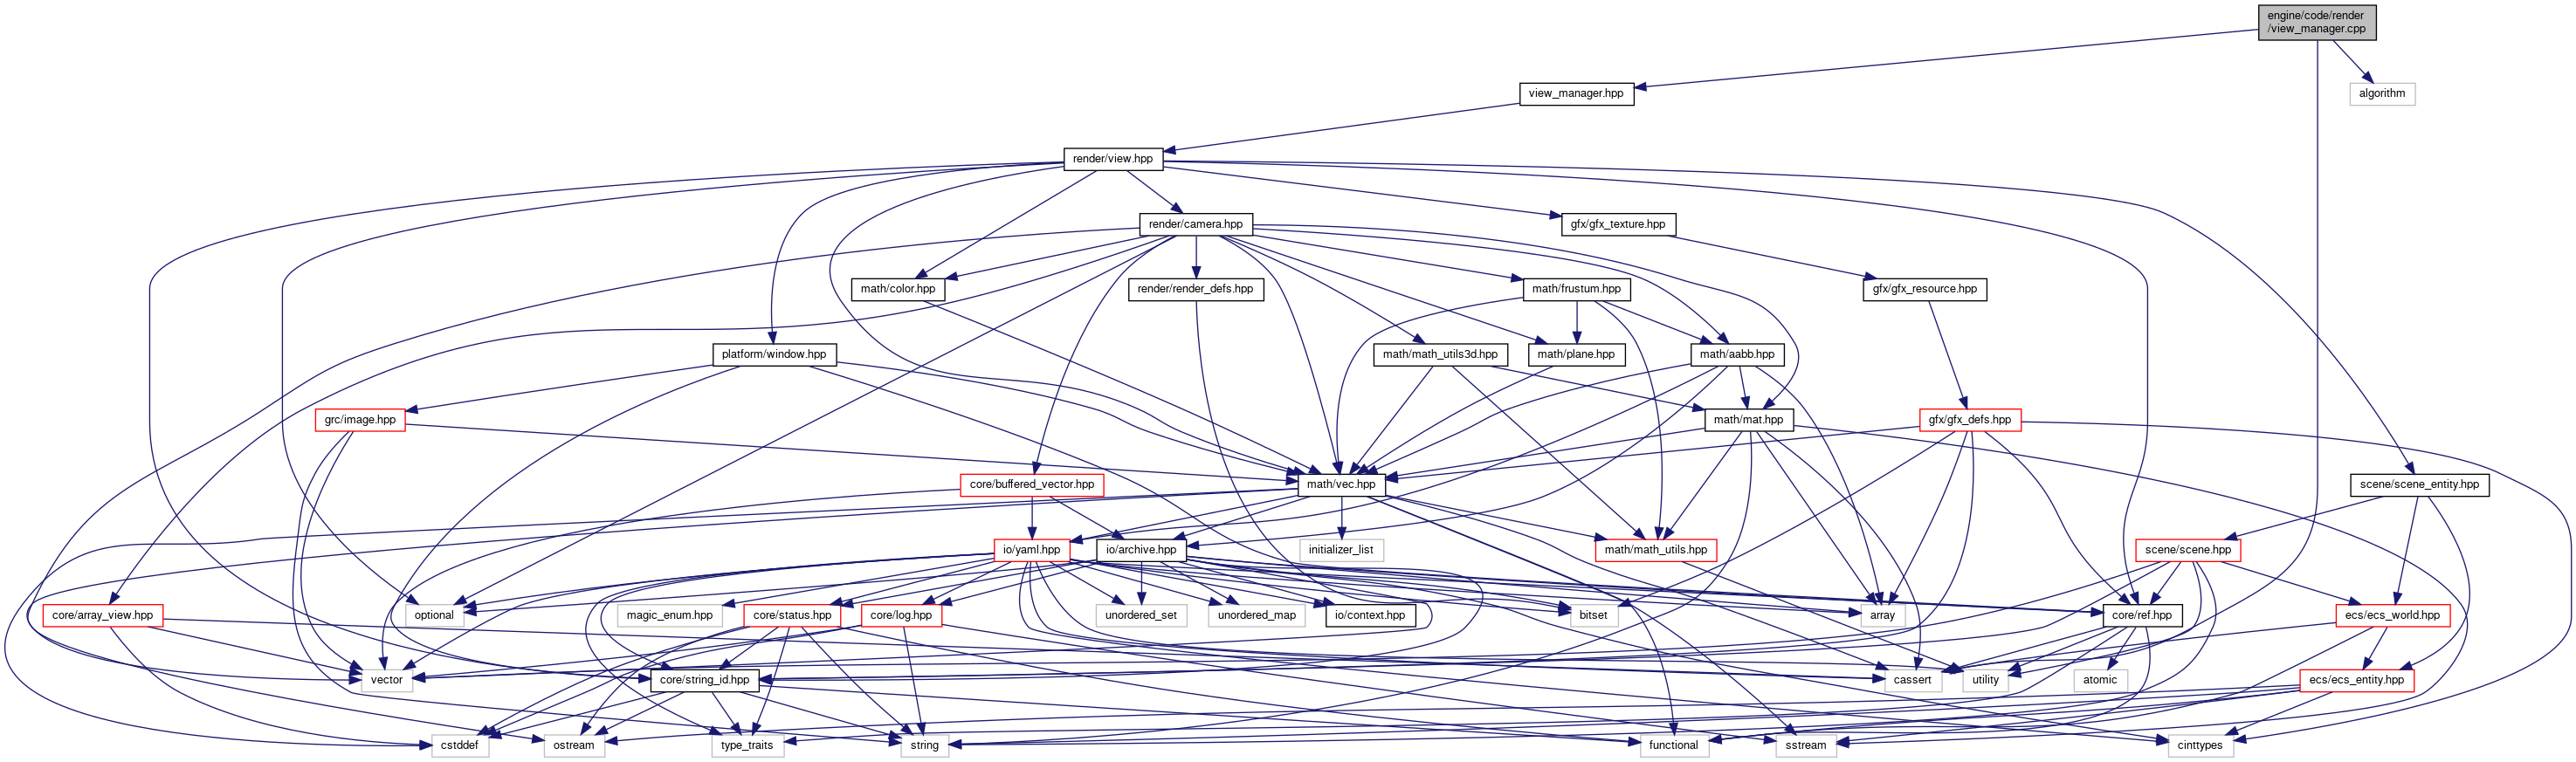 engine/code/render
/view_manager.cpp
view_manager.hpp
algorithm
render/view.hpp
render/camera.hpp
gfx/gfx_texture.hpp
math/color.hpp
render/render_defs.hpp
math/frustum.hpp
gfx/gfx_resource.hpp
platform/window.hpp
math/math_utils3d.hpp
math/plane.hpp
math/aabb.hpp
grc/image.hpp
math/mat.hpp
gfx/gfx_defs.hpp
core/buffered_vector.hpp
math/vec.hpp
scene/scene_entity.hpp
io/yaml.hpp
io/archive.hpp
initializer_list
math/math_utils.hpp
scene/scene.hpp
core/array_view.hpp
optional
magic_enum.hpp
core/status.hpp
core/log.hpp
unordered_set
unordered_map
io/context.hpp
bitset
array
core/ref.hpp
ecs/ecs_world.hpp
vector
core/string_id.hpp
cassert
utility
atomic
ecs/ecs_entity.hpp
cstddef
ostream
type_traits
string
functional
sstream
cinttypes